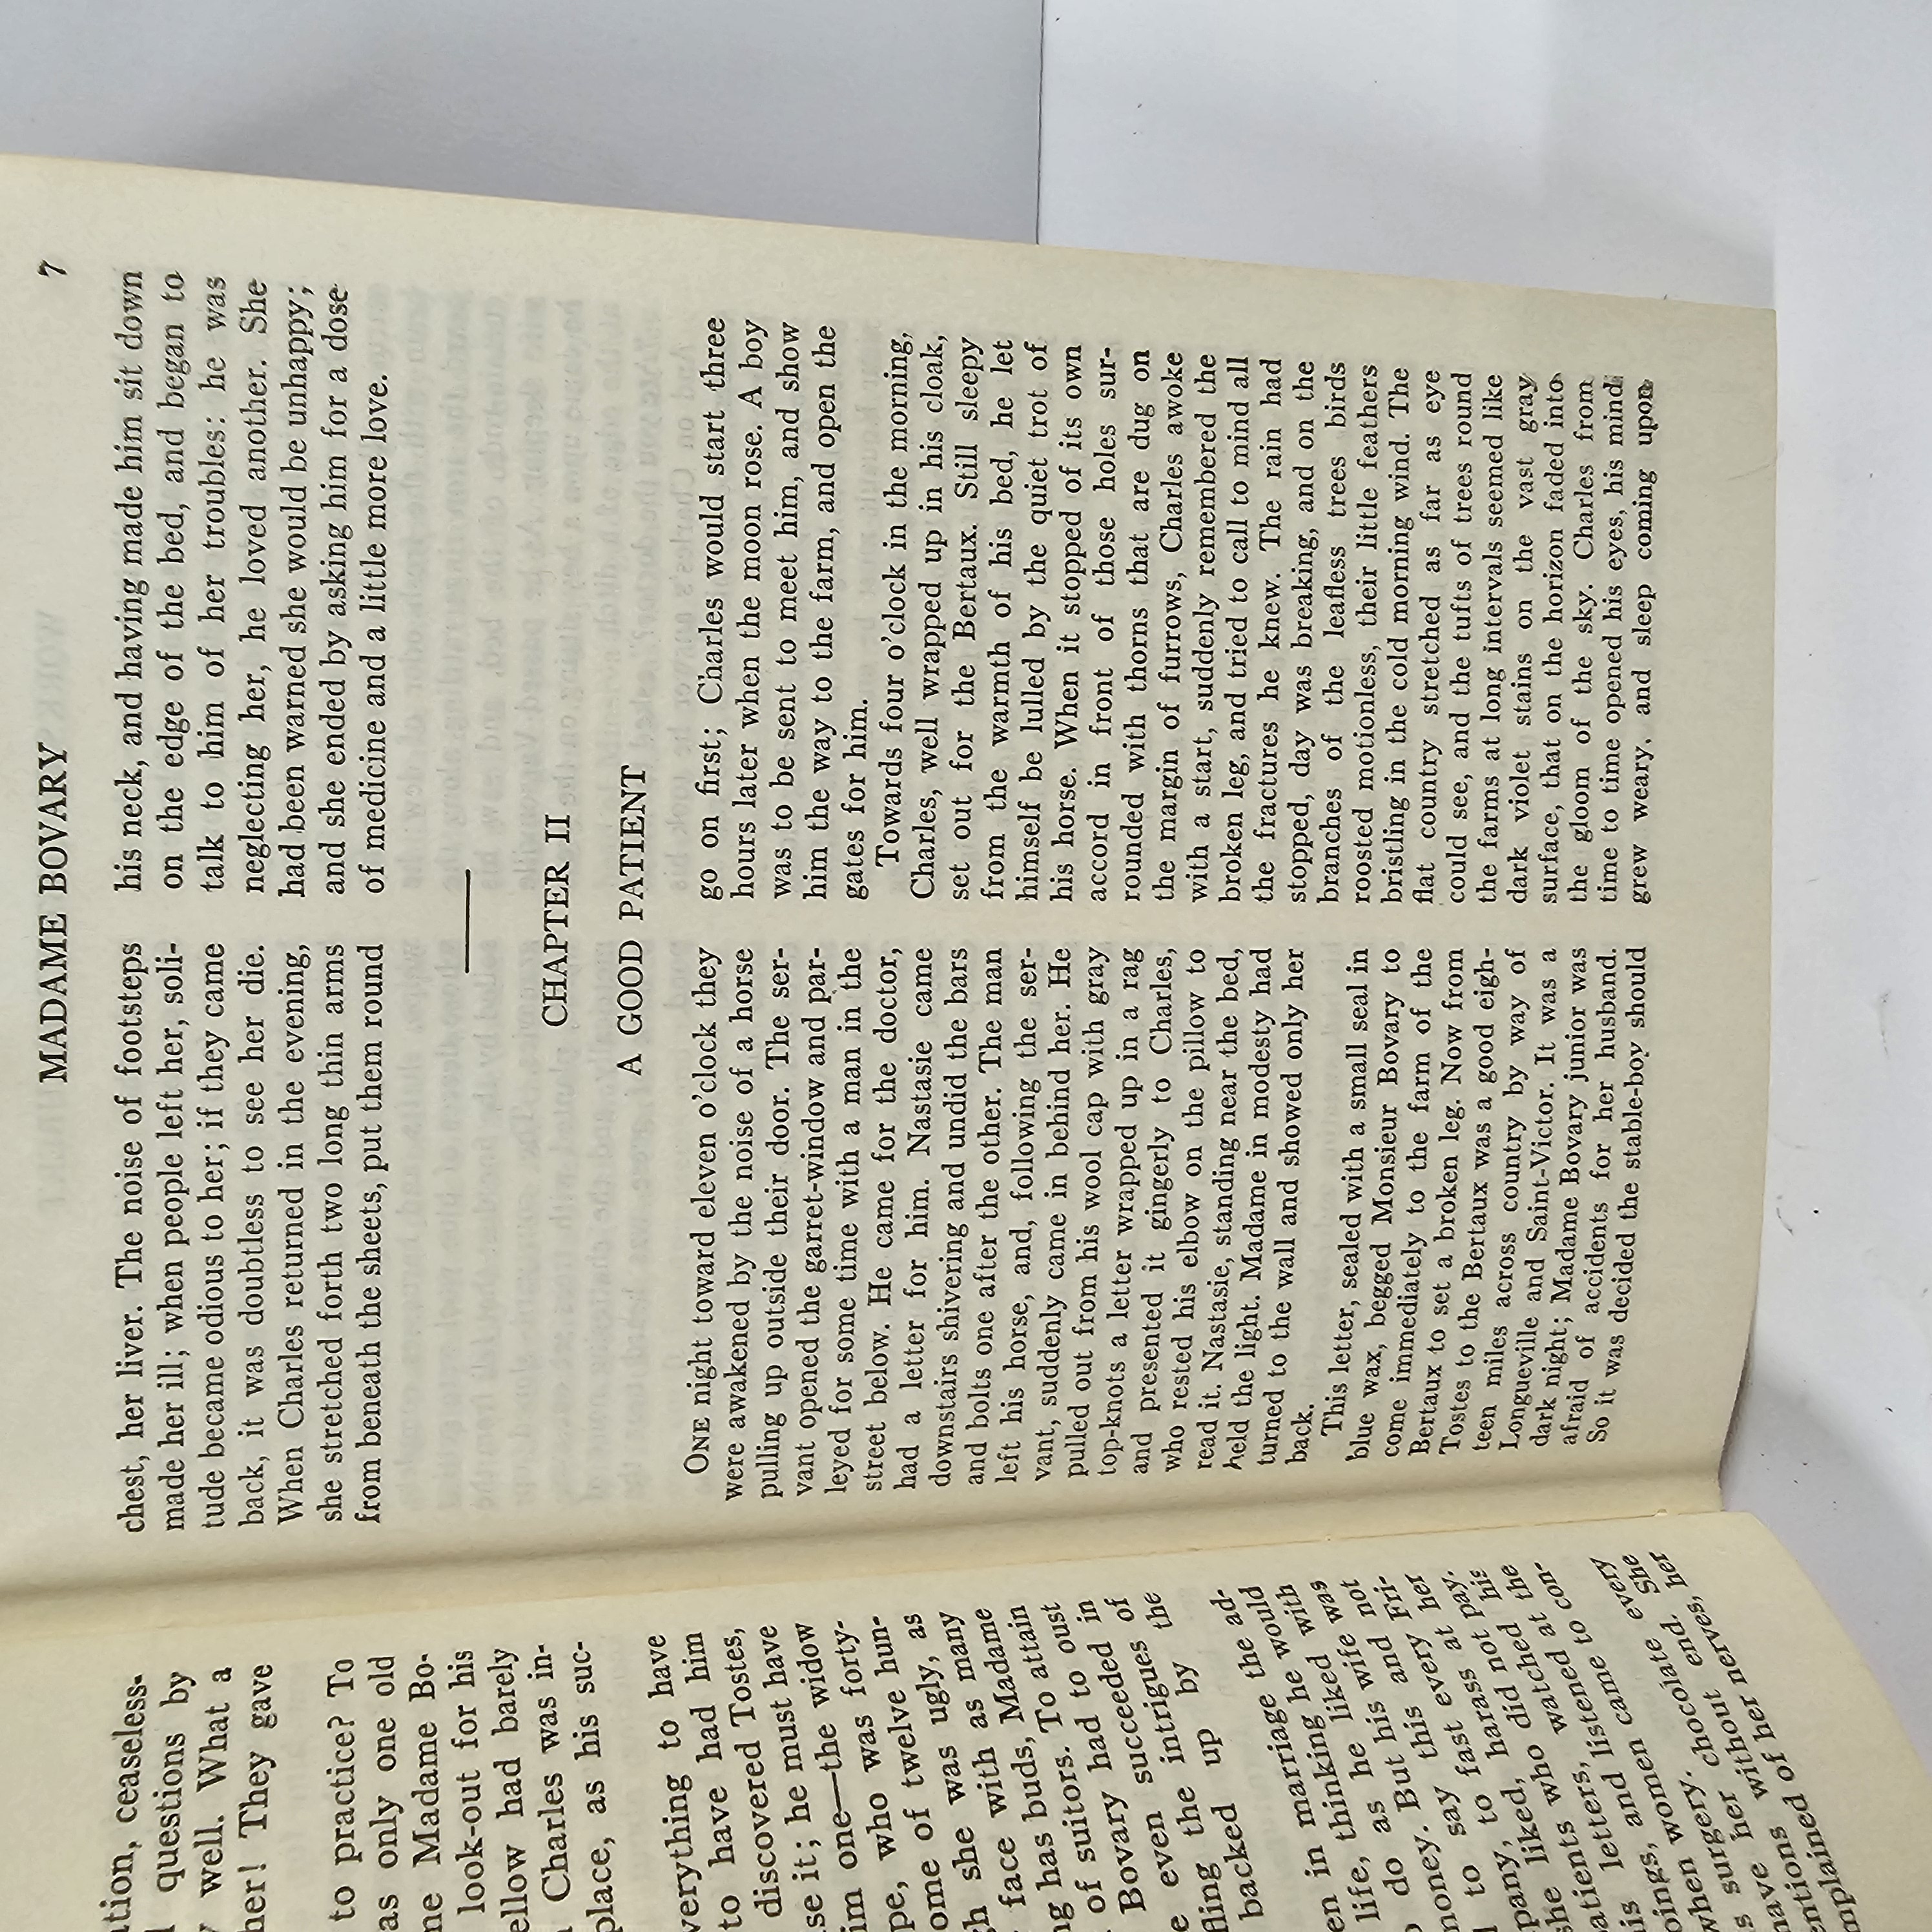 ation, ceaseless-
questions by
well. What a
her! They gave
to practice? To
as only one old
Madame Bo-
look-out for his
fellow had barely
Charles was in-
place, as his suc-
everything to have
to have had him
discovered Tostes,
it; he must have
him one—the widow
who was forty-
of twelve hun-
she was ugly, as
face with as many
has buds, Madame
of suitors. To attain
Bovary had to oust
even succeeded in
the intrigues of
backed up by the
in marriage the ad-
life, thinking he would
do as he liked with
money. But his wife was
to say this and not
to fast every Fri-
she liked, harass at her
patients who did not pay.
his letters, watched his
and listened at the
when women came to con-
surgery.
have her chocolate every
without end. She
of her nerves, her
MADAME BOVARY 7
chest, her liver. The noise of footsteps
made her ill; when people left her, soli-
tude became odious to her; if they came
back, it was doubtless to see her die.
When Charles returned in the evening,
she stretched forth two long thin arms
from beneath the sheets, put them round
his neck, and having made him sit down
on the edge of the bed, and began to
talk to him of her troubles: he was
neglecting her, he loved another. She
had been warned she would be unhappy;
and she ended by asking him for a dose
of medicine and a little more love.
CHAPTER II
A GOOD PATIENT
ONE night toward eleven o'clock they
were awakened by the noise of a horse
pulling up outside their door. The ser-
vant opened the garret-window and par-
leyed for some time with a man in the
street below. He came for the doctor,
had a letter for him. Nastasie came
downstairs shivering and undid the bars
and bolts one after the other. The man
left his horse, and, following the ser-
vant, suddenly came in behind her. He
pulled out from his wool cap with gray
top-knots a letter wrapped up in a rag
and presented it gingerly to Charles,
who rested his elbow on the pillow to
read it. Nastasie, standing near the bed,
held the light. Madame in modesty had
turned to the wall and showed only her
back.
This letter, sealed with a small seal in
blue wax, begged Monsieur Bovary to
come immediately to the farm of the
Bertaux to set a broken leg. Now from
Tostes to the Bertaux was a good eigh-
teen miles across country by way of
Longueville and Saint-Victor. It was a
dark night; Madame Bovary junior was
afraid of accidents for her husband.
So it was decided the stable-boy should
go on first; Charles would start three
hours later when the moon rose. A boy
was to be sent to meet him, and show
him the way to the farm, and open the
gates for him.
Towards four o'clock in the morning,
Charles, well wrapped up in his cloak,
set out for the Bertaux. Still sleepy
from the warmth of his bed, he let
himself be lulled by the quiet trot of
his horse. When it stopped of its own
accord in front of those holes sur-
rounded with thorns that are dug on
the margin of furrows, Charles awoke
with a start, suddenly remembered the
broken leg, and tried to call to mind all
the fractures he knew. The rain had
stopped, day was breaking, and on the
branches of the leafless trees birds
roosted motionless, their little feathers
bristling in the cold morning wind. The
flat country stretched as far as eye
could see, and the tufts of trees round
the farms at long intervals seemed like
dark violet stains on the vast gray
surface, that on the horizon faded into
the gloom of the sky. Charles from
time to time opened his eyes, his mind
grew weary, and sleep coming upon